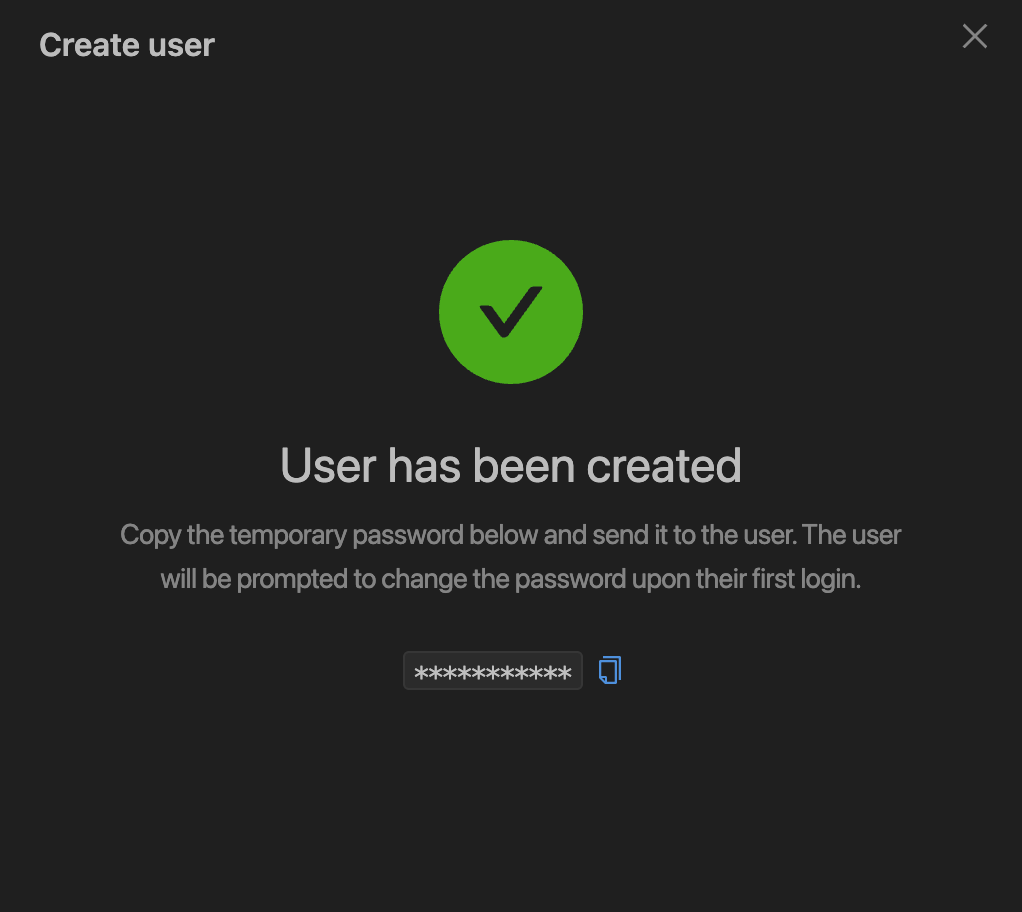 Create user
User has been created
Copy the temporary password below and send it to the user. The user
will be prompted to change the password upon their first login.
***********